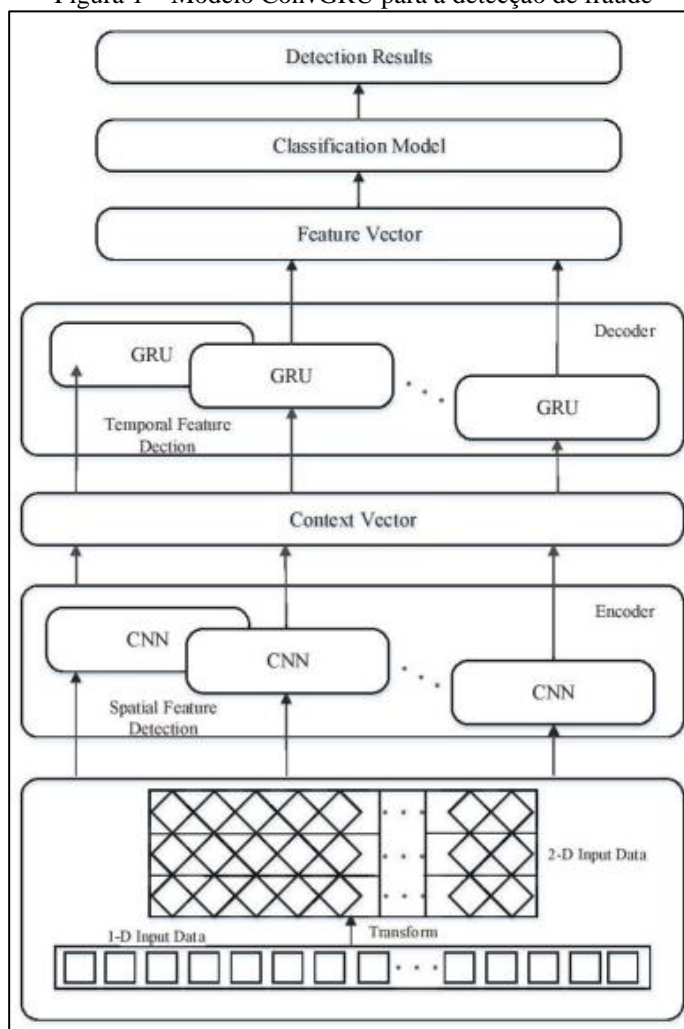 Figura 1 – Modelo ConvGRU para a detecção de fraude
Detection Results
Classification Model
Feature Vector
Decoder
GRU
GRU
GRU
Temporal Feature
Dection
Context Vector
Encoder
CNN
CNN
CNN
Spatial Feature
Detection
2-D Input Data
1-D Input Data
Transform